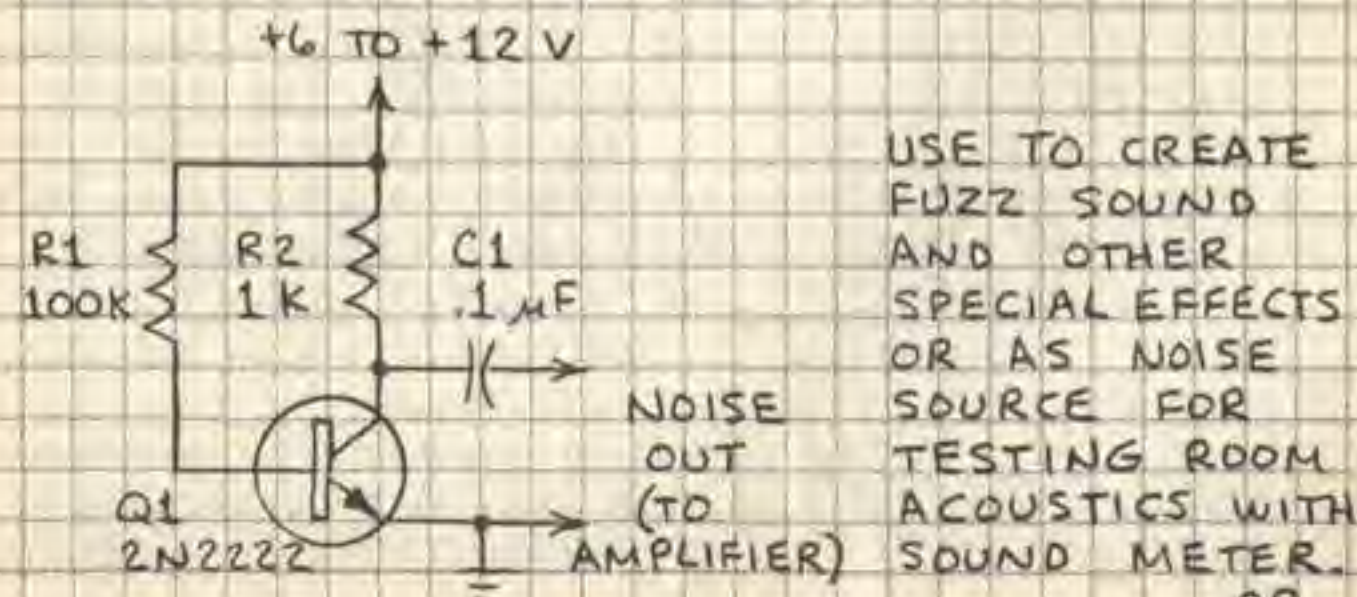 +6 TO +12 V
R1
100K
R2
1K
C1
.1 µF
Q1
2N2222
NOISE
OUT
(TO
AMPLIFIER)
USE TO CREATE
FUZZ SOUND
AND OTHER
SPECIAL EFFECTS
OR AS NOISE
SOURCE FOR
TESTING ROOM
ACOUSTICS WITH
SOUND METER.